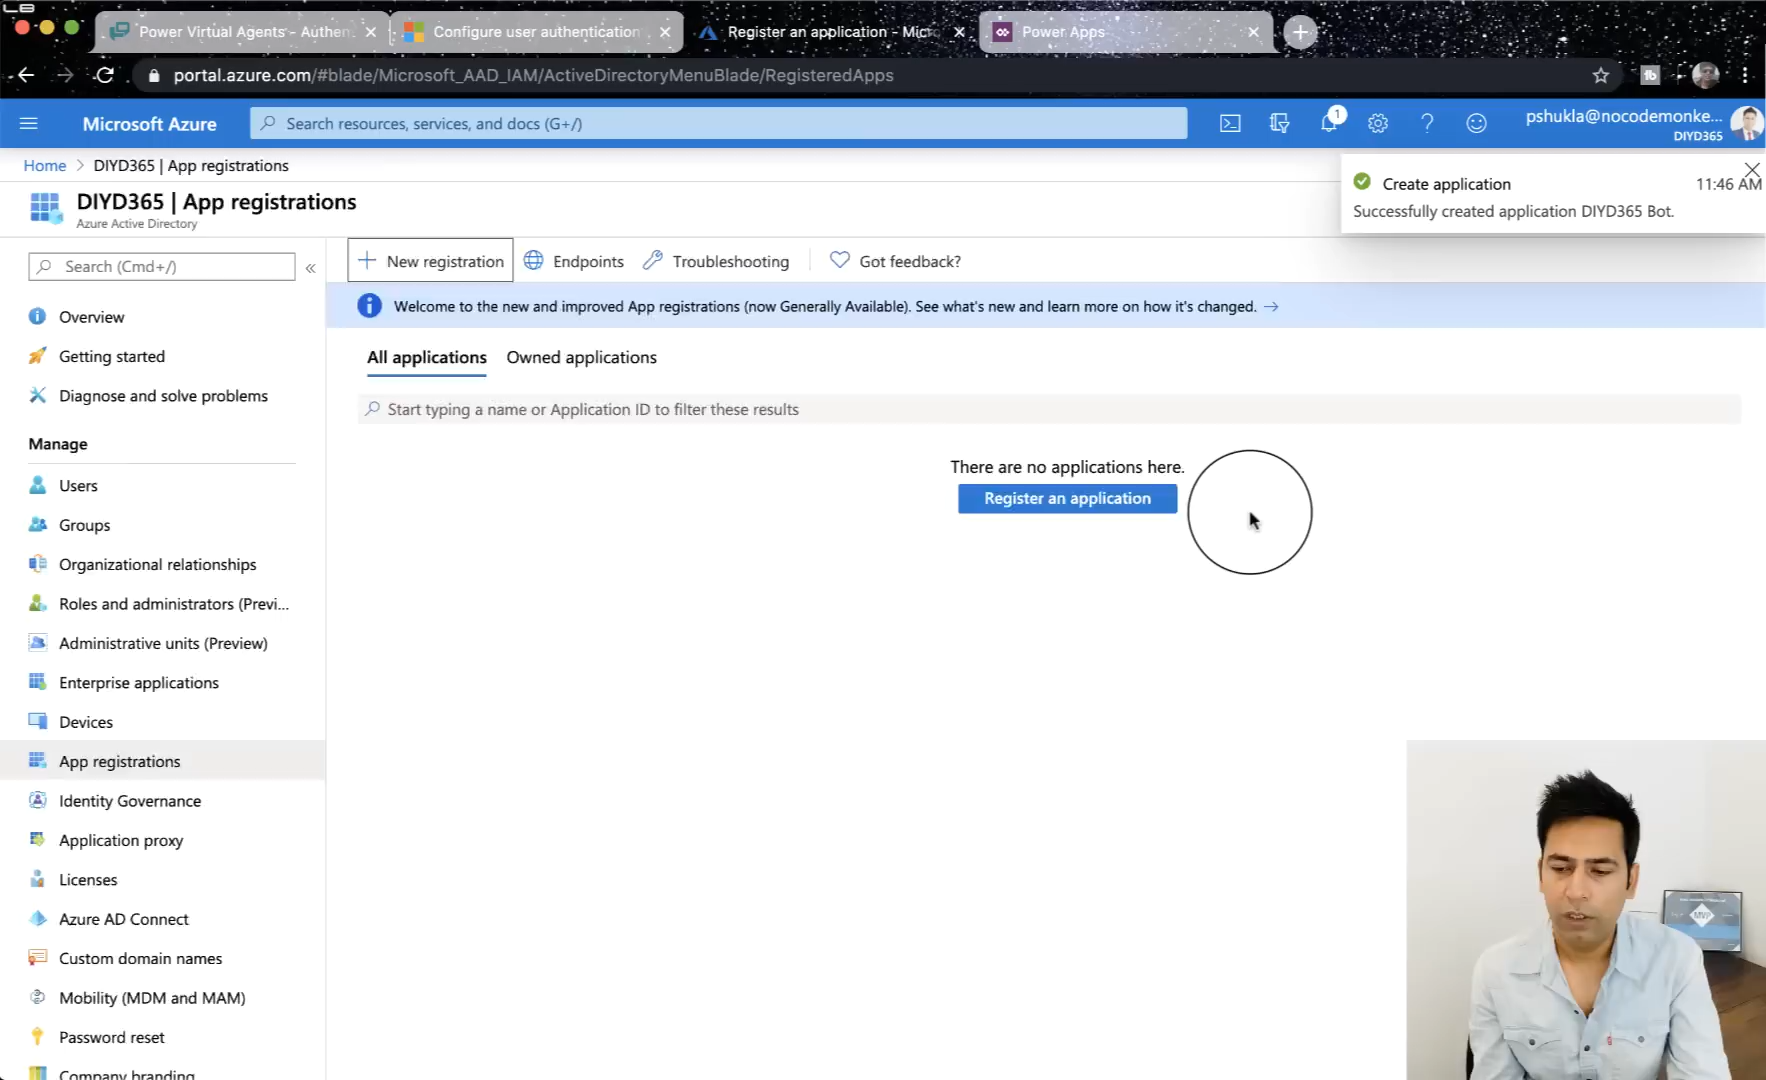 Power Virtual Agents - Authen
Configure user authentication
Register an application - Micr
Power Apps
portal.azure.com/#blade/Microsoft_AAD_IAM/ActiveDirectoryMenuBlade/RegisteredApps
Microsoft Azure
Search resources, services, and docs (G+/)
1
pshukla@nocodemonke...
DIYD365
Home > DIYD365 | App registrations
DIYD365 | App registrations
Azure Active Directory
Create application
11:46 AM
Successfully created application DIYD365 Bot.
Search (Cmd+/)
«
Overview
Getting started
Diagnose and solve problems
Manage
Users
Groups
Organizational relationships
Roles and administrators (Previ...
Administrative units (Preview)
Enterprise applications
Devices
App registrations
Identity Governance
Application proxy
Licenses
Azure AD Connect
Custom domain names
Mobility (MDM and MAM)
Password reset
Company branding
New registration
Endpoints
Troubleshooting
Got feedback?
Welcome to the new and improved App registrations (now Generally Available). See what's new and learn more on how it's changed. →
All applications
Owned applications
Start typing a name or Application ID to filter these results
There are no applications here.
Register an application
MVP